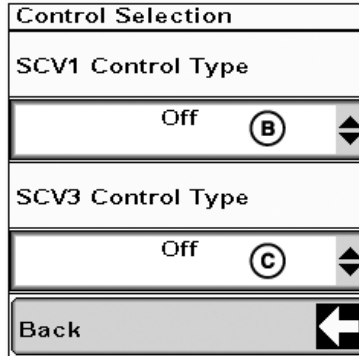 Control Selection
SCV1 Control Type
Off B
SCV3 Control Type
Off C
Back